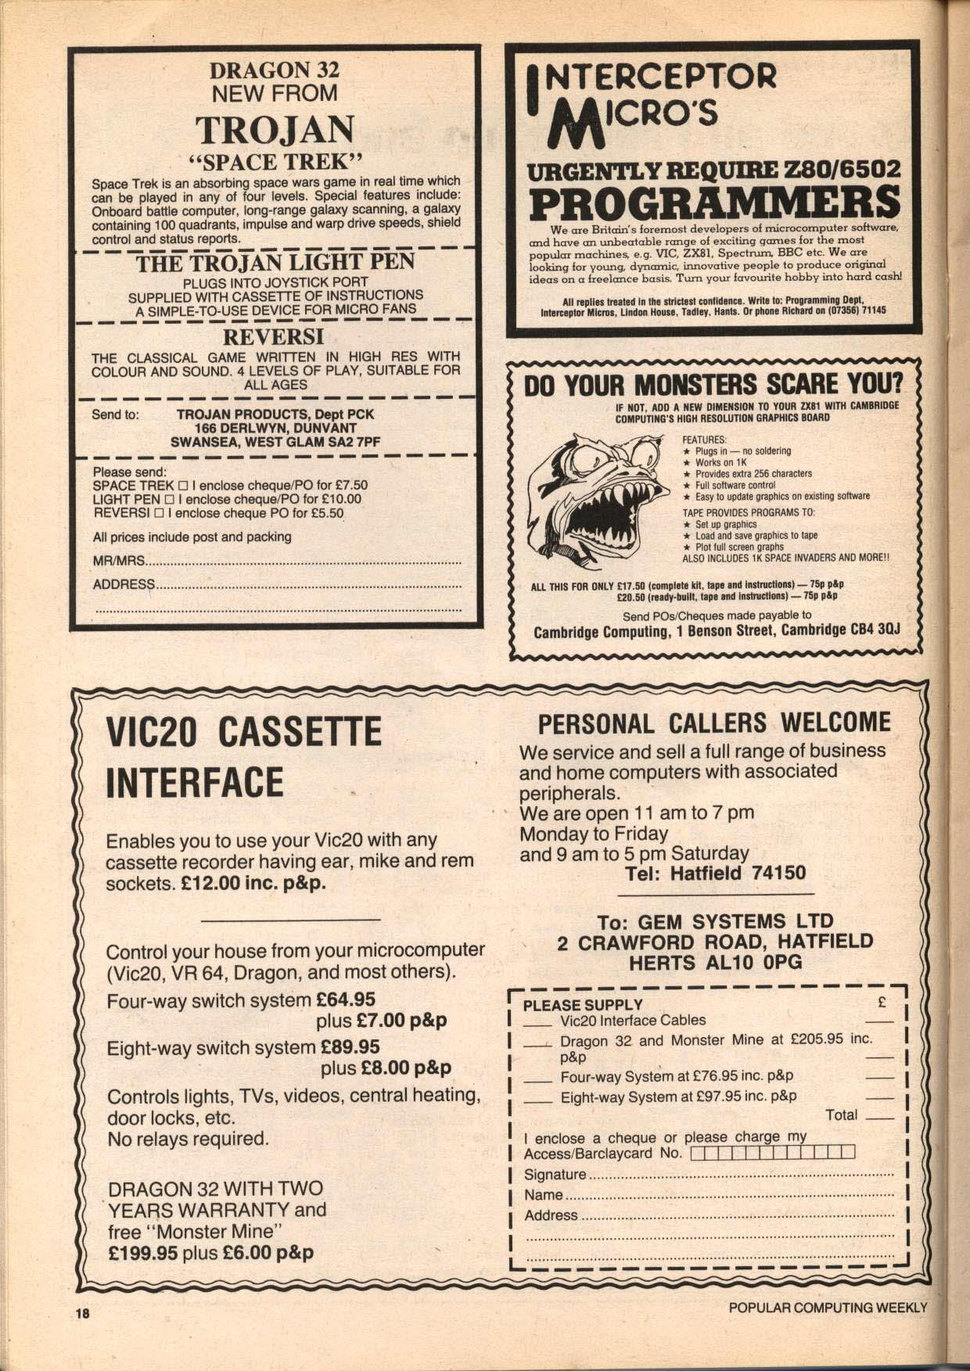 DRAGON 32
NEW FROM
TROJAN
“SPACE TREK”
Space Trek is an absorbing space wars game in real time which
can be played in any of four levels. Special features include:
Onboard battle computer, long-range galaxy scanning, a galaxy
containing 100 quadrants, impulse and warp drive speeds, shield
control and status reports.
THE TROJAN LIGHT PEN
PLUGS INTO JOYSTICK PORT
SUPPLIED WITH CASSETTE OF INSTRUCTIONS
A SIMPLE-TO-USE DEVICE FOR MICRO FANS
REVERSI
THE CLASSICAL GAME WRITTEN IN HIGH RES WITH
COLOUR AND SOUND. 4 LEVELS OF PLAY, SUITABLE FOR
ALL AGES
Send to: TROJAN PRODUCTS, Dept PCK
166 DERLWYN, DUNVANT
SWANSEA, WEST GLAM SA2 7PF
Please send:
SPACE TREK □ I enclose cheque/PO for £7.50
LIGHT PEN □ I enclose cheque/PO for £10.00
REVERSI □ I enclose cheque PO for £5.50
All prices include post and packing
MR/MRS
ADDRESS
INTERCEPTOR
MICRO'S
URGENTLY REQUIRE Z80/6502
PROGRAMMERS
We are Britain's foremost developers of microcomputer software,
and have an unbeatable range of exciting games for the most
popular machines, e.g. VIC, ZX81, Spectrum, BBC etc. We are
looking for young, dynamic, innovative people to produce original
ideas on a freelance basis. Turn your favourite hobby into hard cash!
All replies treated in the strictest confidence. Write to: Programming Dept,
Interceptor Micros, Lindon House, Tadley, Hants. Or phone Richard on (07356) 71145
DO YOUR MONSTERS SCARE YOU?
IF NOT, ADD A NEW DIMENSION TO YOUR ZX81 WITH CAMBRIDGE
COMPUTING'S HIGH RESOLUTION GRAPHICS BOARD
FEATURES:
★ Plugs in — no soldering
★ Works on 1K
★ Provides extra 256 characters
★ Full software control
★ Easy to update graphics on existing software
TAPE PROVIDES PROGRAMS TO:
★ Set up graphics
★ Load and save graphics to tape
★ Plot full screen graphs
ALSO INCLUDES 1K SPACE INVADERS AND MORE!!
ALL THIS FOR ONLY £17.50 (complete kit, tape and instructions) — 75p p&p
£20.50 (ready-built, tape and instructions) — 75p p&p
Send POs/Cheques made payable to
Cambridge Computing, 1 Benson Street, Cambridge CB4 3QJ
VIC20 CASSETTE
INTERFACE
Enables you to use your Vic20 with any
cassette recorder having ear, mike and rem
sockets. £12.00 inc. p&p.
Control your house from your microcomputer
(Vic20, VR 64, Dragon, and most others).
Four-way switch system £64.95
plus £7.00 p&p
Eight-way switch system £89.95
plus £8.00 p&p
Controls lights, TVs, videos, central heating,
door locks, etc.
No relays required.
DRAGON 32 WITH TWO
YEARS WARRANTY and
free “Monster Mine”
£199.95 plus £6.00 p&p
PERSONAL CALLERS WELCOME
We service and sell a full range of business
and home computers with associated
peripherals.
We are open 11 am to 7 pm
Monday to Friday
and 9 am to 5 pm Saturday
Tel: Hatfield 74150
To: GEM SYSTEMS LTD
2 CRAWFORD ROAD, HATFIELD
HERTS AL10 0PG
PLEASE SUPPLY £
Vic20 Interface Cables
Dragon 32 and Monster Mine at £205.95 inc.
p&p
Four-way System at £76.95 inc. p&p
Eight-way System at £97.95 inc. p&p
Total
I enclose a cheque or please charge my
Access/Barclaycard No.
Signature
Name
Address
18
POPULAR COMPUTING WEEKLY